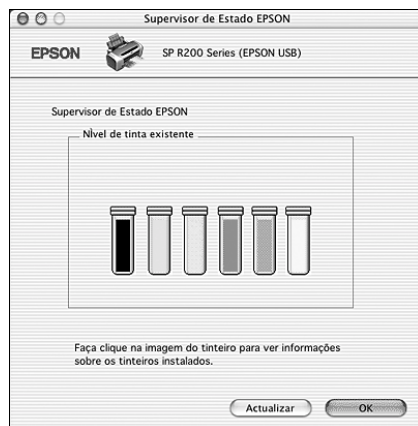 Supervisor de Estado EPSON
EPSON
SP R200 Series (EPSON USB)
Supervisor de Estado EPSON
Nível de tinta existente
Faça clique na imagem do tinteiro para ver informações
sobre os tinteiros instalados.
Actualizar
OK